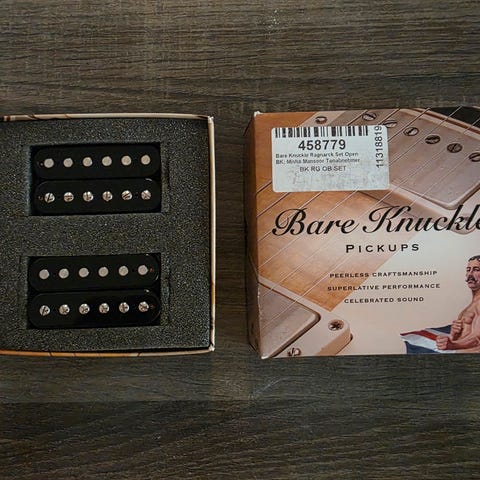 458779
Bare Knuckle Ragnarok Set Open
BK, Misha Mansoor Tonabnehmer
BK RG OB SET
11318819
Bare Knuckle
PICKUPS
PEERLESS CRAFTSMANSHIP
SUPERLATIVE PERFORMANCE
CELEBRATED SOUND